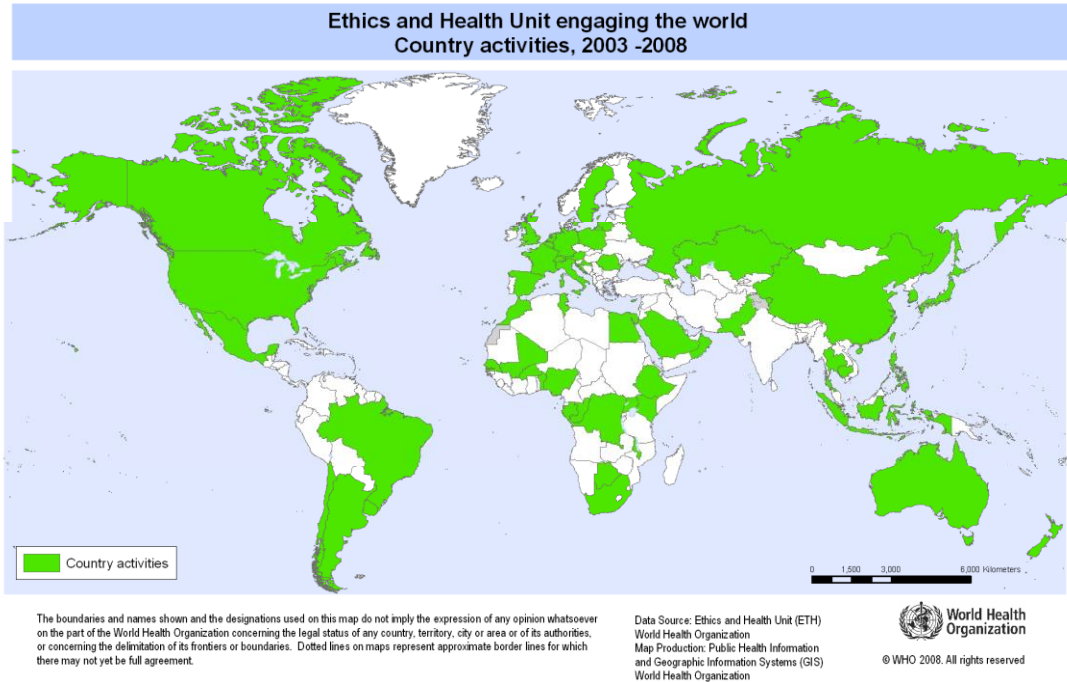 Ethics and Health Unit engaging the world
Country activities, 2003 -2008
Country activities
0 1,500 3,000 6,000 Kilometers
The boundaries and names shown and the designations used on this map do not imply the expression of any opinion whatsoever
on the part of the World Health Organization concerning the legal status of any country, territory, city or area or of its authorities,
or concerning the delimitation of its frontiers or boundaries. Dotted lines on maps represent approximate border lines for which
there may not yet be full agreement.
Data Source: Ethics and Health Unit (ETH)
World Health Organization
Map Production: Public Health Information
and Geographic Information Systems (GIS)
World Health Organization
World Health
Organization
© WHO 2008. All rights reserved